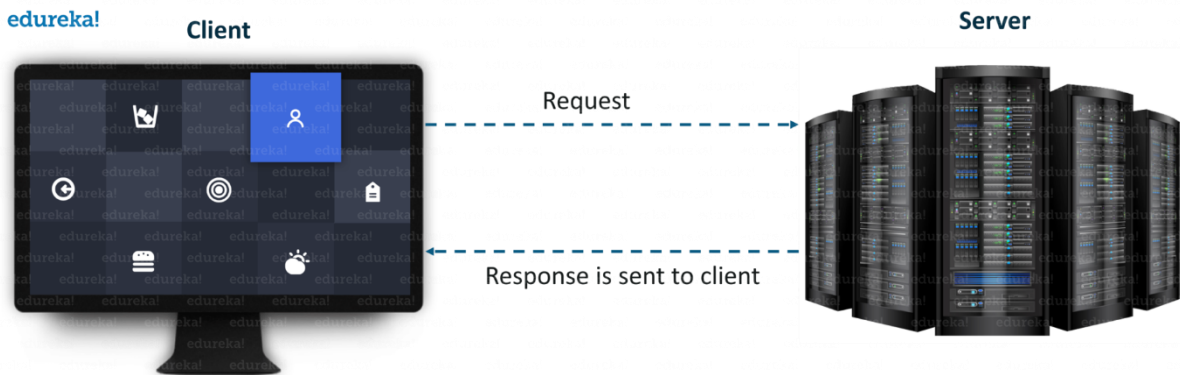 edureka!
Client
Server
Request
Response is sent to client